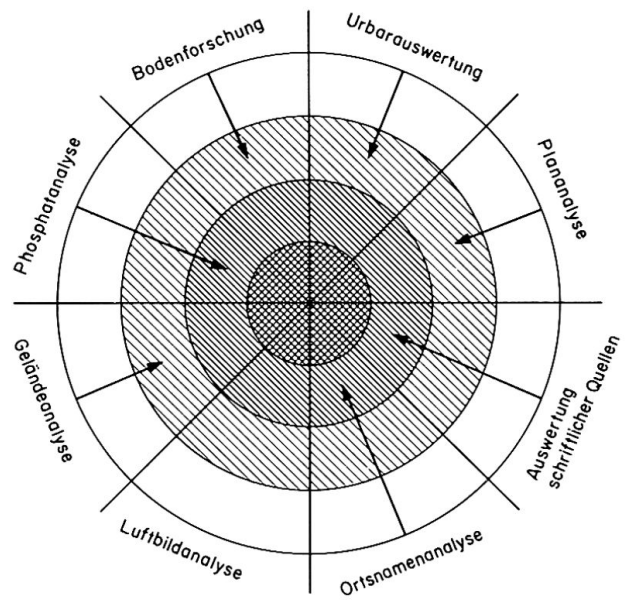 Bodenforschung
Urbarauswertung
Plananalyse
Auswertung
schriftlicher Quellen
Ortsnamenanalyse
Luftbildanalyse
Geländeanalyse
Phosphatanalyse